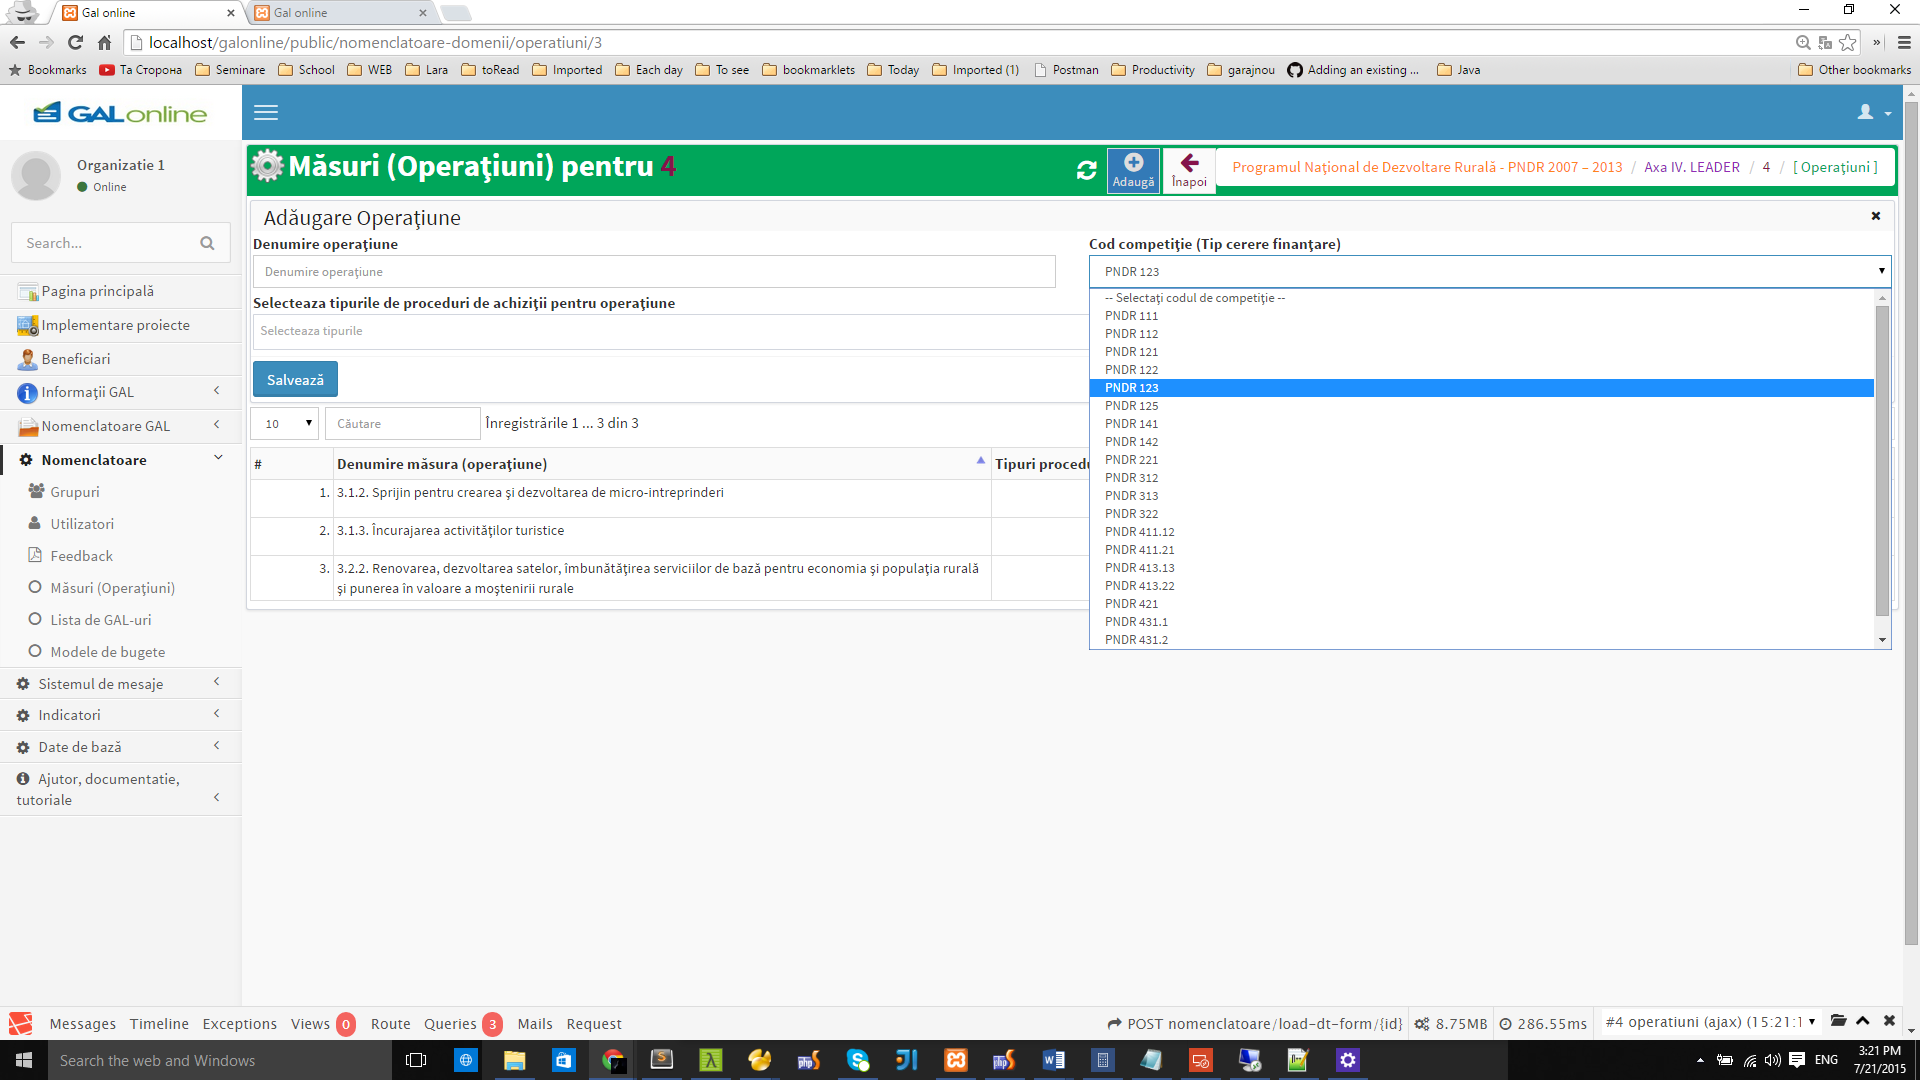 Gal online
Gal online
localhost/galonline/public/nomenclatoare-domenii/operatiuni/3
Bookmarks Та Сторона Seminare School WEB Lara toRead Imported Each day To see bookmarklets Today Imported (1) Postman Productivity garajnou Adding an existing ... Java Other bookmarks
GALonline
Organizatie 1
Online
Search...
Pagina principală
Implementare proiecte
Beneficiari
Informaţii GAL
Nomenclatoare GAL
Nomenclatoare
Grupuri
Utilizatori
Feedback
Măsuri (Operaţiuni)
Lista de GAL-uri
Modele de bugete
Sistemul de mesaje
Indicatori
Date de bază
Ajutor, documentatie,
tutoriale
Măsuri (Operaţiuni) pentru 4
Adaugă
Înapoi
Programul Naţional de Dezvoltare Rurală - PNDR 2007 – 2013 / Axa IV. LEADER / 4 / [ Operaţiuni ]
Adăugare Operaţiune
Denumire operaţiune
Denumire operaţiune
Cod competiţie (Tip cerere finanţare)
PNDR 123
-- Selectaţi codul de competiţie --
PNDR 111
PNDR 112
PNDR 121
PNDR 122
PNDR 123
PNDR 125
PNDR 141
PNDR 142
PNDR 221
PNDR 312
PNDR 313
PNDR 322
PNDR 411.12
PNDR 411.21
PNDR 413.13
PNDR 413.22
PNDR 421
PNDR 431.1
PNDR 431.2
Selecteaza tipurile de proceduri de achiziţii pentru operaţiune
Selecteaza tipurile
Salvează
10 Căutare Înregistrările 1 ... 3 din 3
# Denumire măsura (operaţiune) Tipuri procedu
1. 3.1.2. Sprijin pentru crearea şi dezvoltarea de micro-intreprinderi
2. 3.1.3. Încurajarea activităţilor turistice
3. 3.2.2. Renovarea, dezvoltarea satelor, îmbunătăţirea serviciilor de bază pentru economia şi populaţia rurală
şi punerea în valoare a moştenirii rurale
Messages Timeline Exceptions Views 0 Route Queries 3 Mails Request POST nomenclatoare/load-dt-form/{id} 8.75MB 286.55ms #4 operatiuni (ajax) (15:21:1
Search the web and Windows
ENG
3:21 PM
7/21/2015